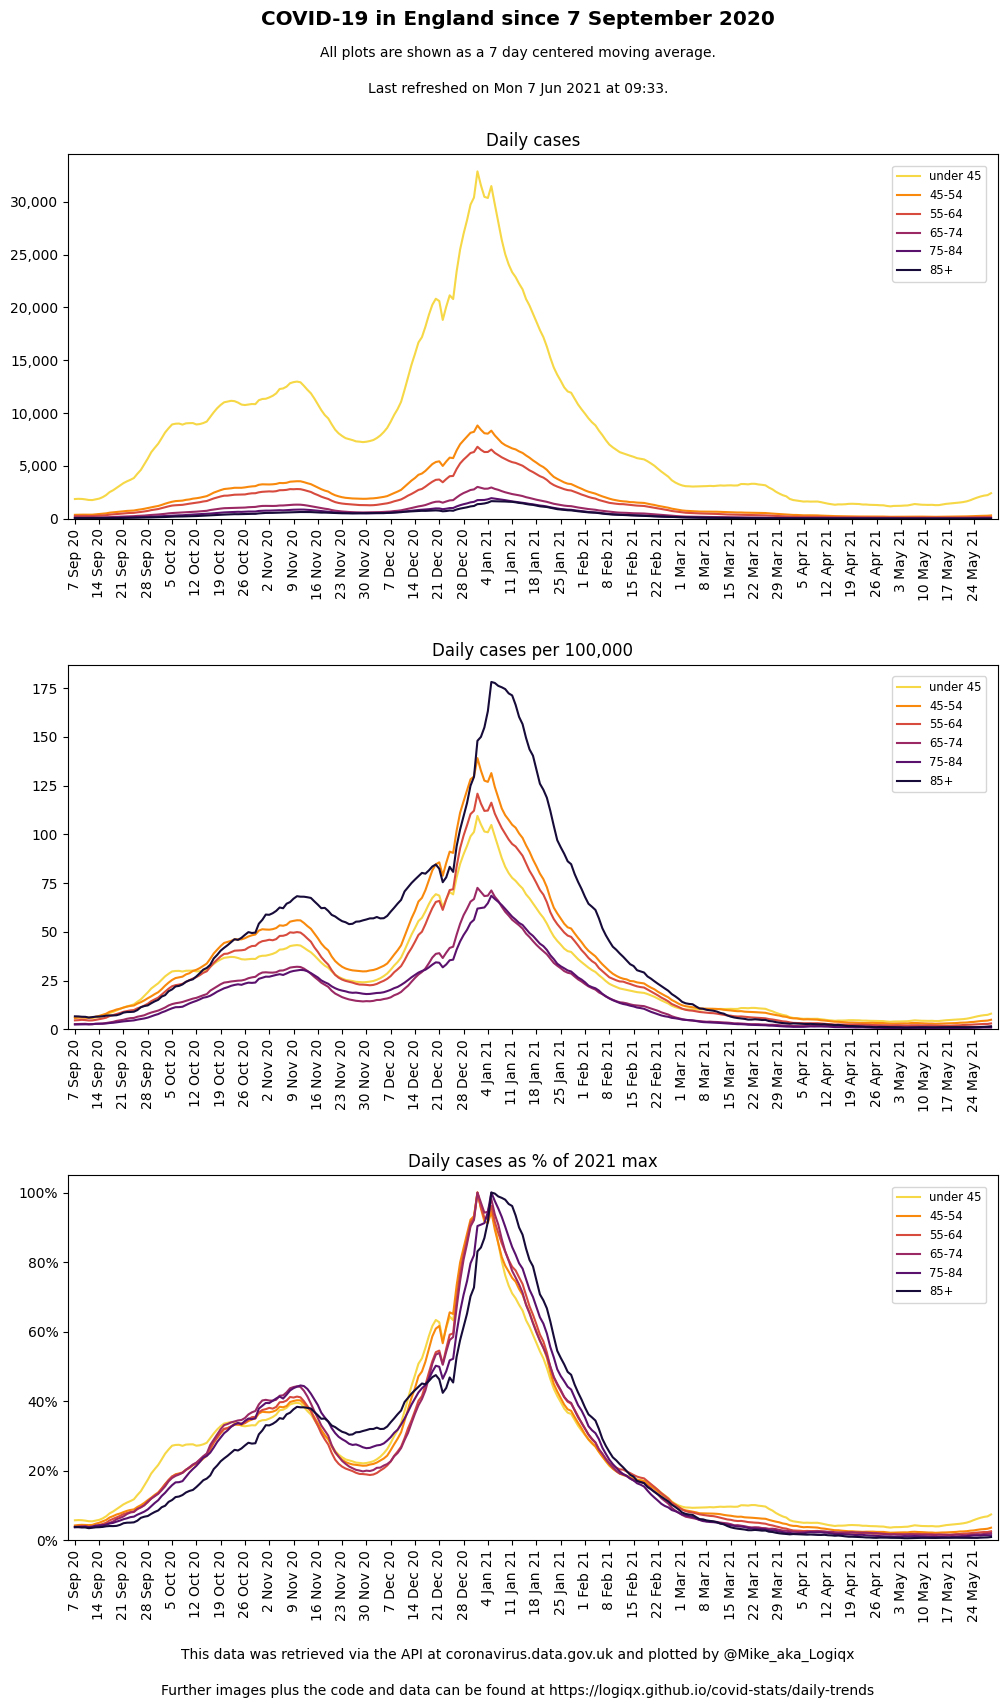 COVID-19 in England since 7 September 2020
All plots are shown as a 7 day centered moving average.
Last refreshed on Mon 7 Jun 2021 at 09:33.
Daily cases
30,000
25,000
20,000
15,000
10,000
5,000
0
under 45
45-54
55-64
65-74
75-84
85+
7 Sep 20
14 Sep 20
21 Sep 20
28 Sep 20
5 Oct 20
12 Oct 20
19 Oct 20
26 Oct 20
2 Nov 20
9 Nov 20
16 Nov 20
23 Nov 20
30 Nov 20
7 Dec 20
14 Dec 20
21 Dec 20
28 Dec 20
4 Jan 21
11 Jan 21
18 Jan 21
25 Jan 21
1 Feb 21
8 Feb 21
15 Feb 21
22 Feb 21
1 Mar 21
8 Mar 21
15 Mar 21
22 Mar 21
29 Mar 21
5 Apr 21
12 Apr 21
19 Apr 21
26 Apr 21
3 May 21
10 May 21
17 May 21
24 May 21
Daily cases per 100,000
175
150
125
100
75
50
25
0
under 45
45-54
55-64
65-74
75-84
85+
7 Sep 20
14 Sep 20
21 Sep 20
28 Sep 20
5 Oct 20
12 Oct 20
19 Oct 20
26 Oct 20
2 Nov 20
9 Nov 20
16 Nov 20
23 Nov 20
30 Nov 20
7 Dec 20
14 Dec 20
21 Dec 20
28 Dec 20
4 Jan 21
11 Jan 21
18 Jan 21
25 Jan 21
1 Feb 21
8 Feb 21
15 Feb 21
22 Feb 21
1 Mar 21
8 Mar 21
15 Mar 21
22 Mar 21
29 Mar 21
5 Apr 21
12 Apr 21
19 Apr 21
26 Apr 21
3 May 21
10 May 21
17 May 21
24 May 21
Daily cases as % of 2021 max
100%
80%
60%
40%
20%
0%
under 45
45-54
55-64
65-74
75-84
85+
7 Sep 20
14 Sep 20
21 Sep 20
28 Sep 20
5 Oct 20
12 Oct 20
19 Oct 20
26 Oct 20
2 Nov 20
9 Nov 20
16 Nov 20
23 Nov 20
30 Nov 20
7 Dec 20
14 Dec 20
21 Dec 20
28 Dec 20
4 Jan 21
11 Jan 21
18 Jan 21
25 Jan 21
1 Feb 21
8 Feb 21
15 Feb 21
22 Feb 21
1 Mar 21
8 Mar 21
15 Mar 21
22 Mar 21
29 Mar 21
5 Apr 21
12 Apr 21
19 Apr 21
26 Apr 21
3 May 21
10 May 21
17 May 21
24 May 21
This data was retrieved via the API at coronavirus.data.gov.uk and plotted by @Mike_aka_Logiqx
Further images plus the code and data can be found at https://logiqx.github.io/covid-stats/daily-trends